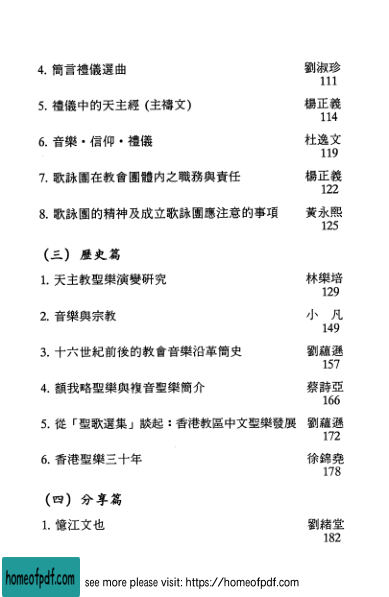 4. 簡言禮儀選曲 劉淑珍
111
5. 禮儀中的天主經 (主禱文) 楊正義
114
6. 音樂·信仰·禮儀 杜逸文
119
7. 歌詠團在教會團體内之職務與責任 楊正義
122
8. 歌詠團的精神及成立歌詠團應注意的事項 黃永熙
125
(三) 歷史篇
1. 天主教聖樂演變研究 林樂培
129
2. 音樂與宗教 小 凡
149
3. 十六世紀前後的教會音樂沿革簡史 劉蘊遜
157
4. 額我略聖樂與複音聖樂簡介 蔡詩亞
166
5. 從「聖歌選集」談起：香港教區中文聖樂發展 劉蘊遜
172
6. 香港聖樂三十年 徐錦堯
178
(四) 分享篇
1. 憶江文也 劉緒堂
182
homeofpdf.com see more please visit: https://homeofpdf.com